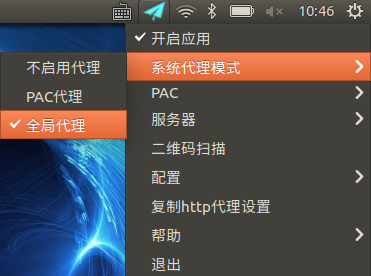 10:46
开启应用
系统代理模式
PAC
服务器
二维码扫描
配置
复制http代理设置
帮助
退出
不启用代理
PAC代理
全局代理